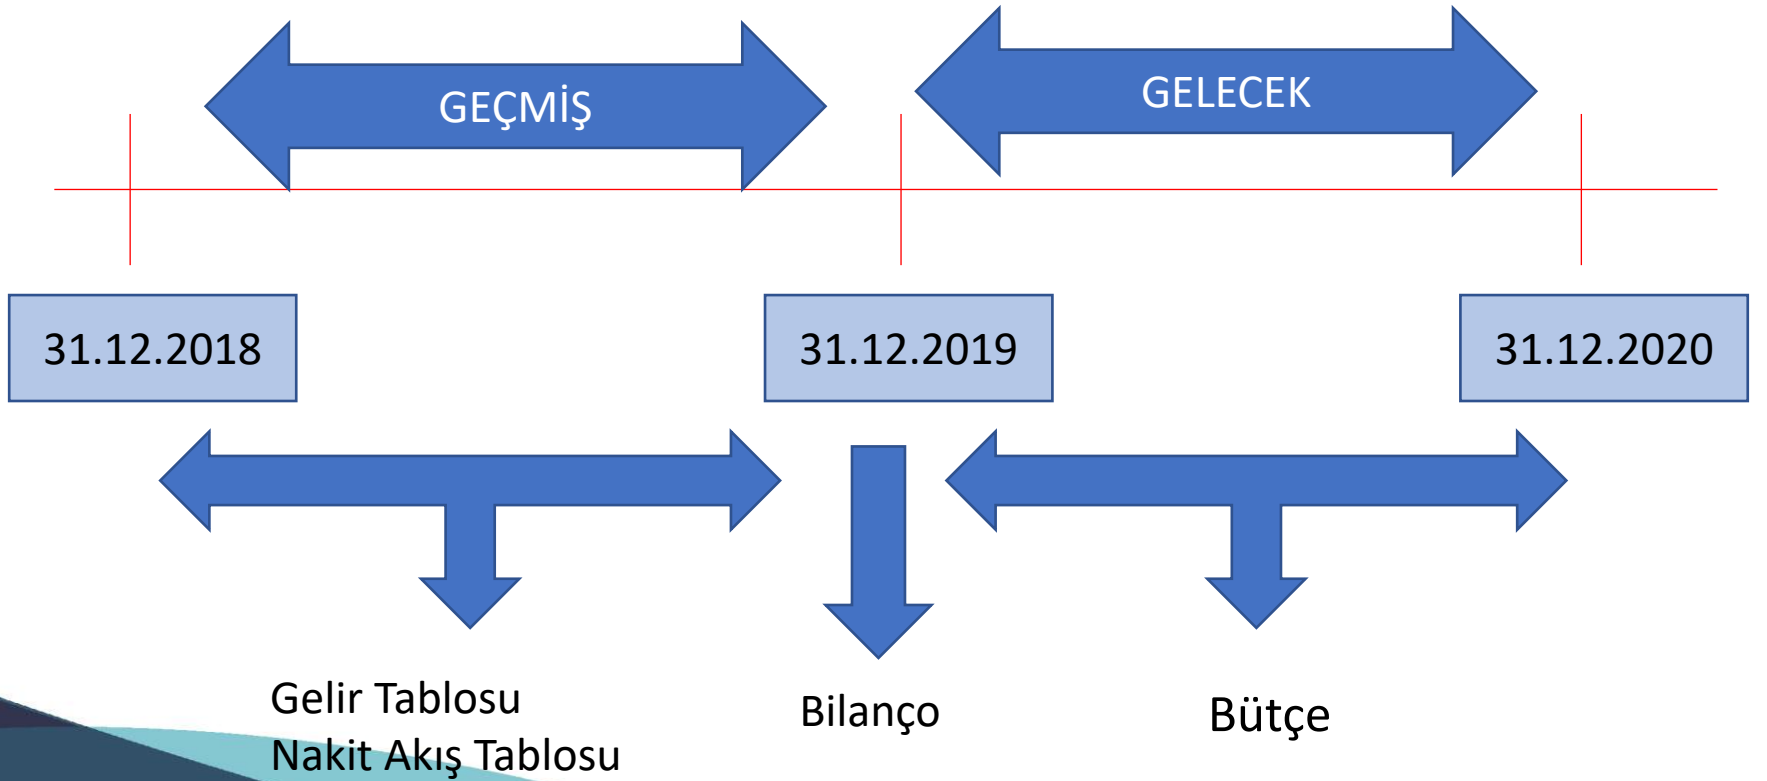 GEÇMİŞ
GELECEK
31.12.2018
31.12.2019
31.12.2020
Gelir Tablosu
Nakit Akış Tablosu
Bilanço
Bütçe